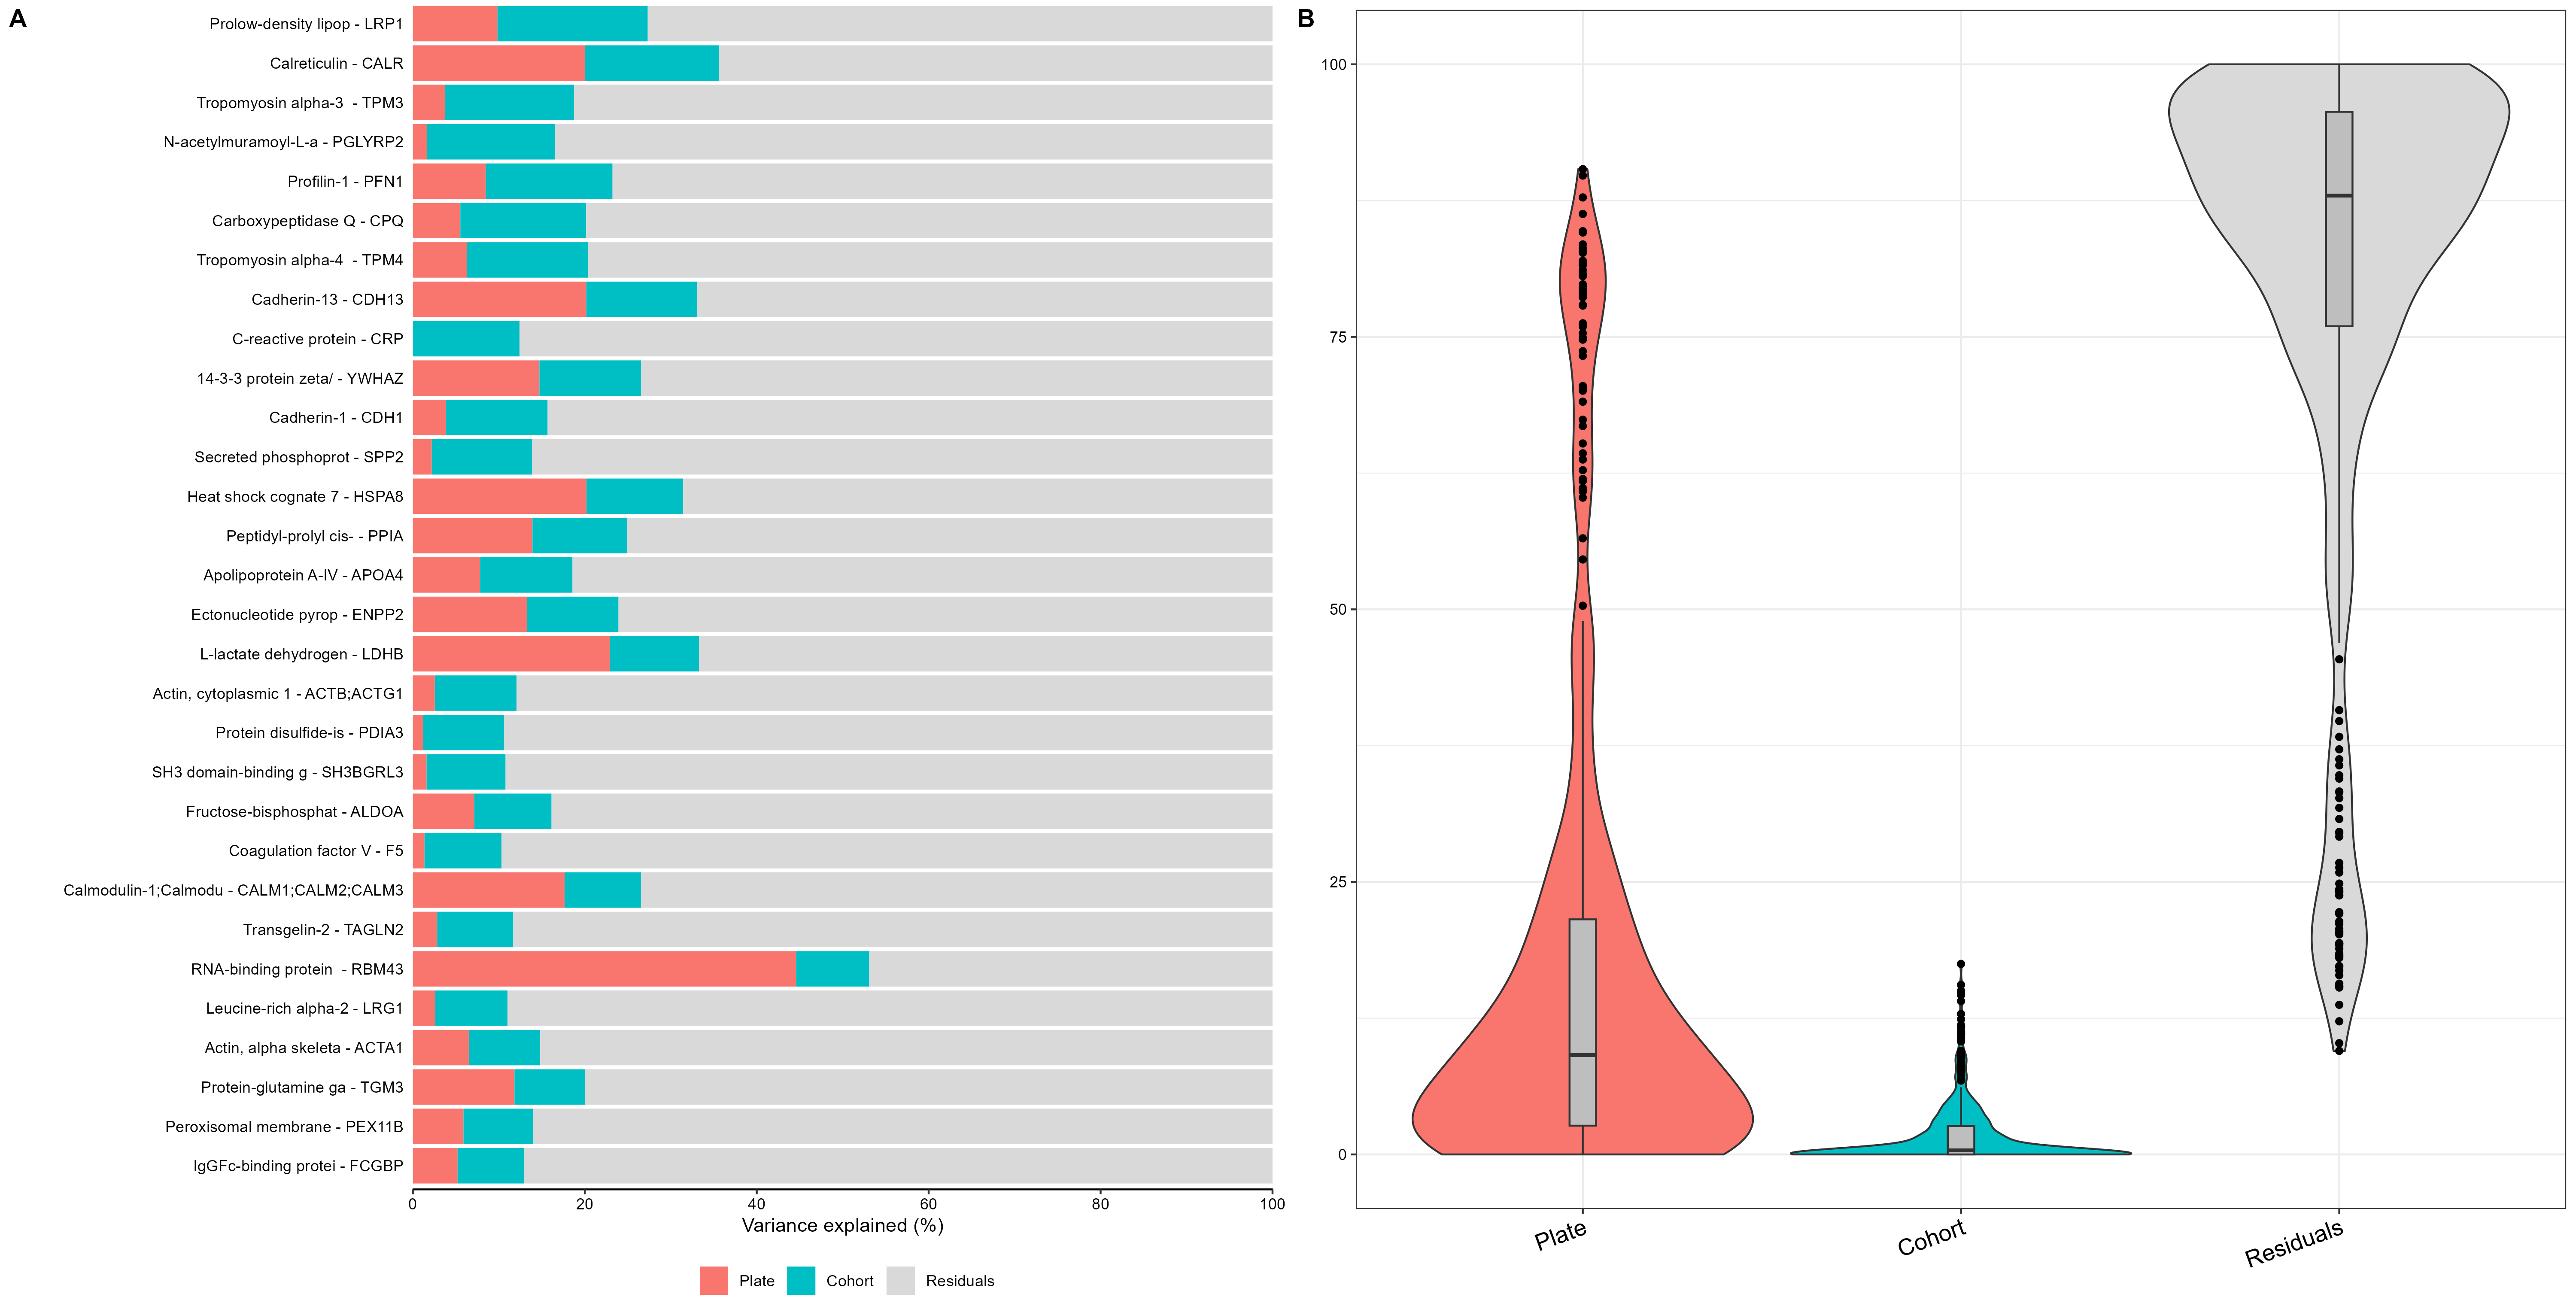 A
Prolow-density lipop - LRP1
Calreticulin - CALR
Tropomyosin alpha-3  - TPM3
N-acetylmuramoyl-L-a - PGLYRP2
Profilin-1 - PFN1
Carboxypeptidase Q - CPQ
Tropomyosin alpha-4  - TPM4
Cadherin-13 - CDH13
C-reactive protein - CRP
14-3-3 protein zeta/ - YWHAZ
Cadherin-1 - CDH1
Secreted phosphoprot - SPP2
Heat shock cognate 7 - HSPA8
Peptidyl-prolyl cis- - PPIA
Apolipoprotein A-IV - APOA4
Ectonucleotide pyrop - ENPP2
L-lactate dehydrogen - LDHB
Actin, cytoplasmic 1 - ACTB;ACTG1
Protein disulfide-is - PDIA3
SH3 domain-binding g - SH3BGRL3
Fructose-bisphosphat - ALDOA
Coagulation factor V - F5
Calmodulin-1;Calmodu - CALM1;CALM2;CALM3
Transgelin-2 - TAGLN2
RNA-binding protein  - RBM43
Leucine-rich alpha-2 - LRG1
Actin, alpha skeleta - ACTA1
Protein-glutamine ga - TGM3
Peroxisomal membrane - PEX11B
IgGFc-binding protei - FCGBP
0 20 40 60 80 100
Variance explained (%)
Plate Cohort Residuals
B
100
75
50
25
0
Plate Cohort Residuals